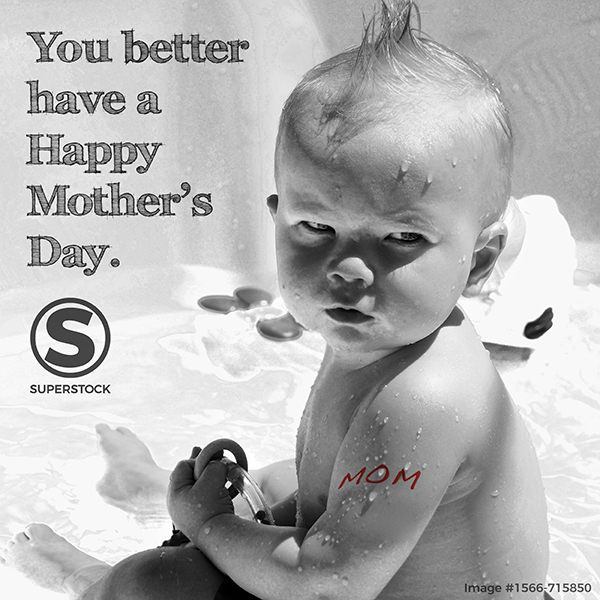 You better
have a
Happy
Mother's
Day.
S
SUPERSTOCK
MOM
Image #1566-715850